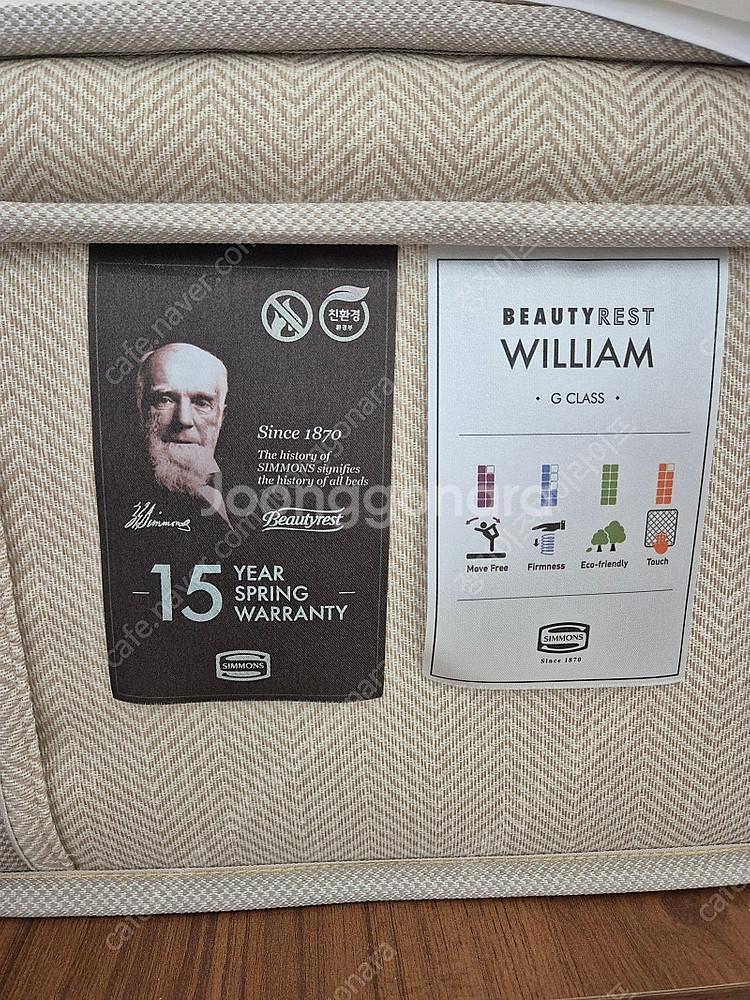 친환경
환경부
Since 1870
The history of
SIMMONS signifies
the history of all beds
Beautyrest
15 YEAR
SPRING
WARRANTY
SIMMONS
BEAUTYREST
WILLIAM
• G CLASS •
Move Free
Firmness
Eco-friendly
Touch
SIMMONS
Since 1870
Joonggonara
cafe.naver.com